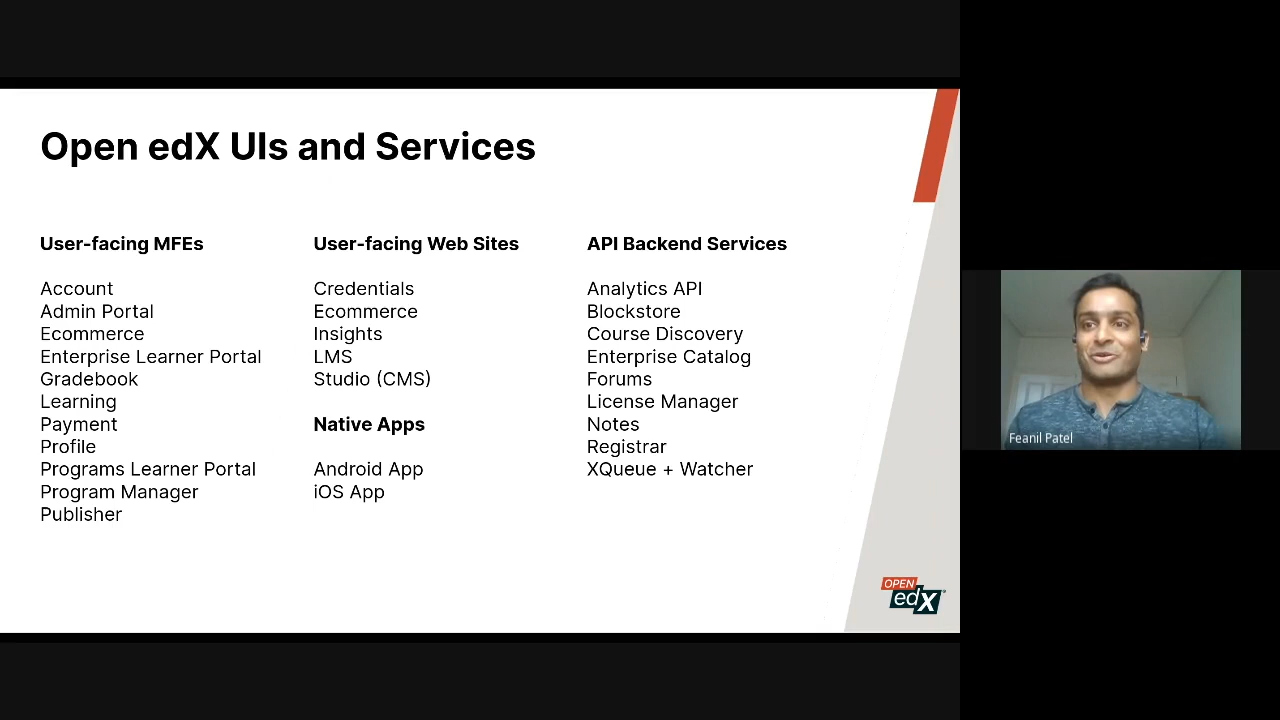 Open edX UIs and Services
User-facing MFEs
Account
Admin Portal
Ecommerce
Enterprise Learner Portal
Gradebook
Learning
Payment
Profile
Programs Learner Portal
Program Manager
Publisher
User-facing Web Sites
Credentials
Ecommerce
Insights
LMS
Studio (CMS)
Native Apps
Android App
iOS App
API Backend Services
Analytics API
Blockstore
Course Discovery
Enterprise Catalog
Forums
License Manager
Notes
Registrar
XQueue + Watcher
OPEN
edX
Feanil Patel